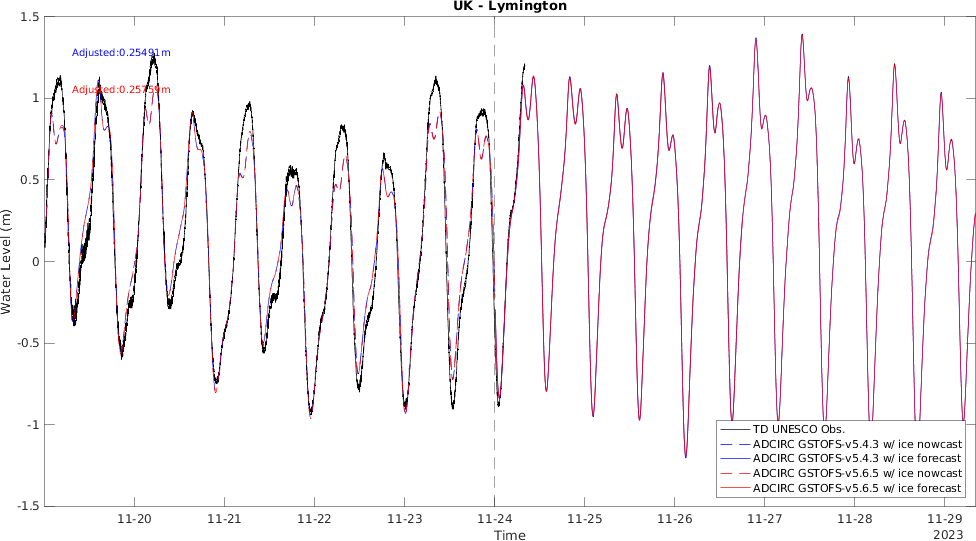 UK - Lymington
1.5
1
0.5
0
-0.5
-1
-1.5
Water Level (m)
Adjusted:0.25491m
Adjusted:0.25759m
TD UNESCO Obs.
ADCIRC GSTOFS-v5.4.3 w/ ice nowcast
ADCIRC GSTOFS-v5.4.3 w/ ice forecast
ADCIRC GSTOFS-v5.6.5 w/ ice nowcast
ADCIRC GSTOFS-v5.6.5 w/ ice forecast
11-20 11-21 11-22 11-23 11-24 11-25 11-26 11-27 11-28 11-29
Time
2023